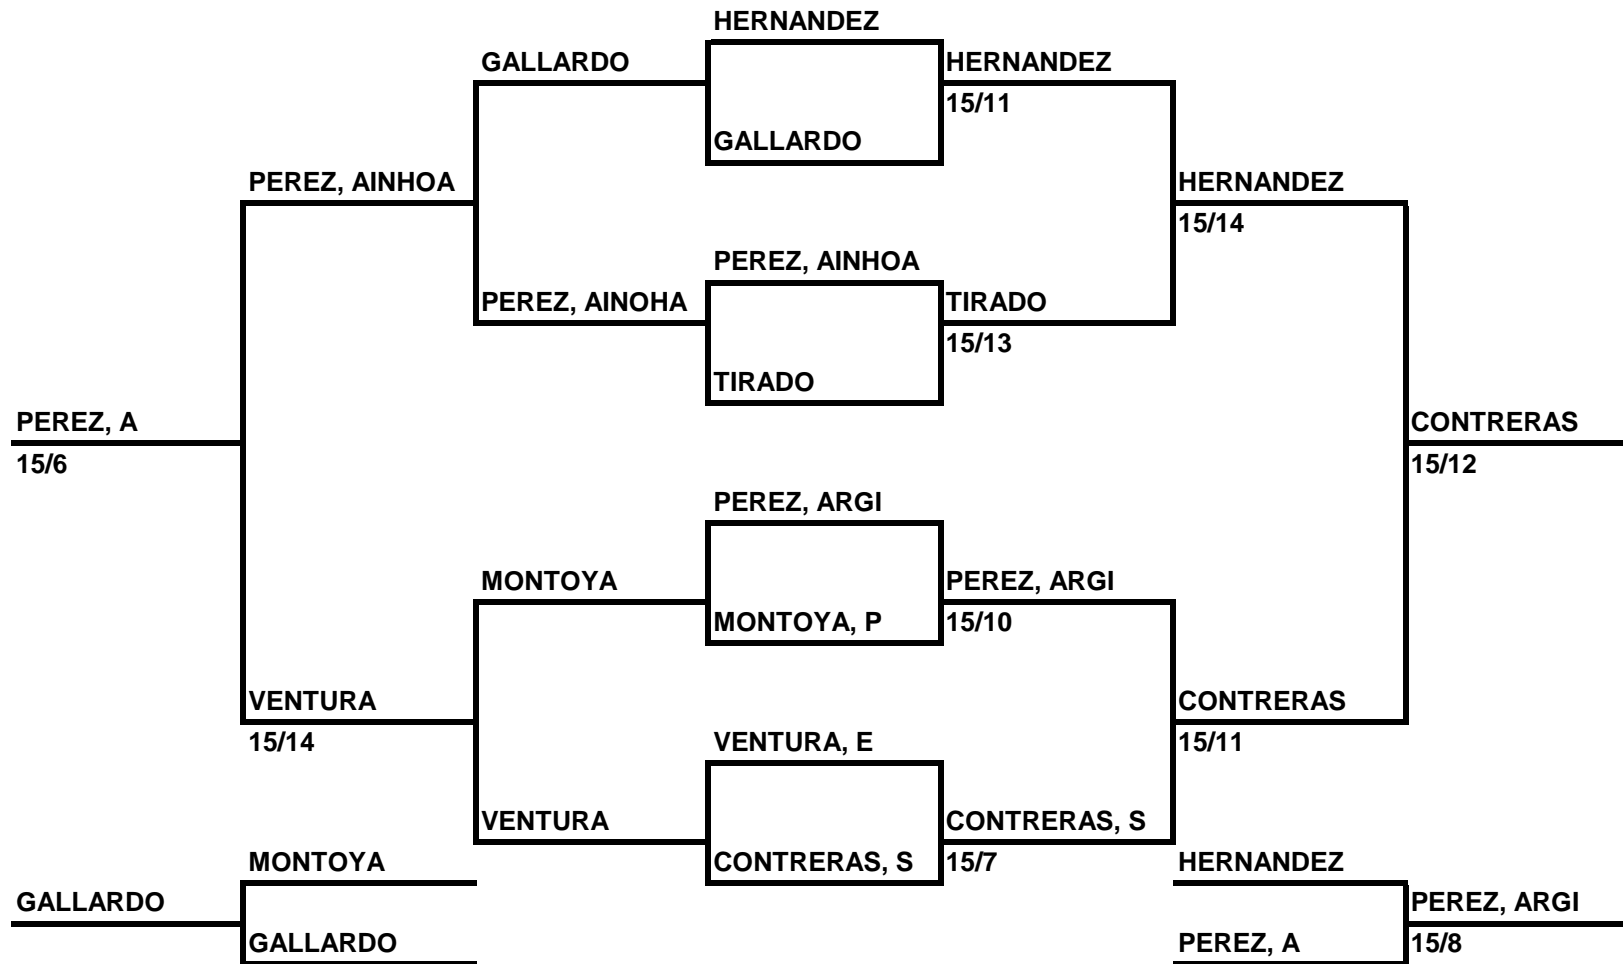 HERNANDEZ
GALLARDO
HERNANDEZ
15/11
GALLARDO
PEREZ, AINHOA
HERNANDEZ
15/14
PEREZ, AINHOA
PEREZ, AINOHA
TIRADO
15/13
TIRADO
PEREZ, A
CONTRERAS
15/6
15/12
PEREZ, ARGI
MONTOYA
PEREZ, ARGI
MONTOYA, P
15/10
VENTURA
CONTRERAS
15/14
15/11
VENTURA, E
VENTURA
CONTRERAS, S
MONTOYA
CONTRERAS, S
15/7
HERNANDEZ
GALLARDO
PEREZ, ARGI
GALLARDO
PEREZ, A
15/8